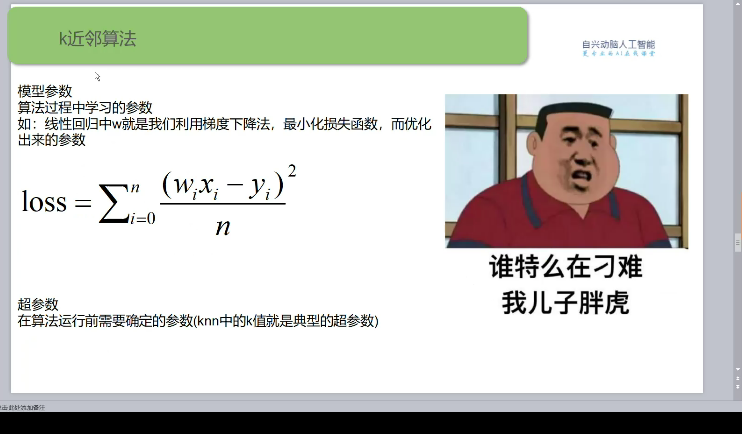 k近邻算法
自兴动脑人工智能
模型参数
算法过程中学习的参数
如：线性回归中w就是我们利用梯度下降法，最小化损失函数，而优化
出来的参数
loss = ∑_{i=0}^{n} (w_i x_i − y_i)^2 / n
谁特么在刁难
我儿子胖虎
超参数
在算法运行前需要确定的参数(knn中的k值就是典型的超参数)